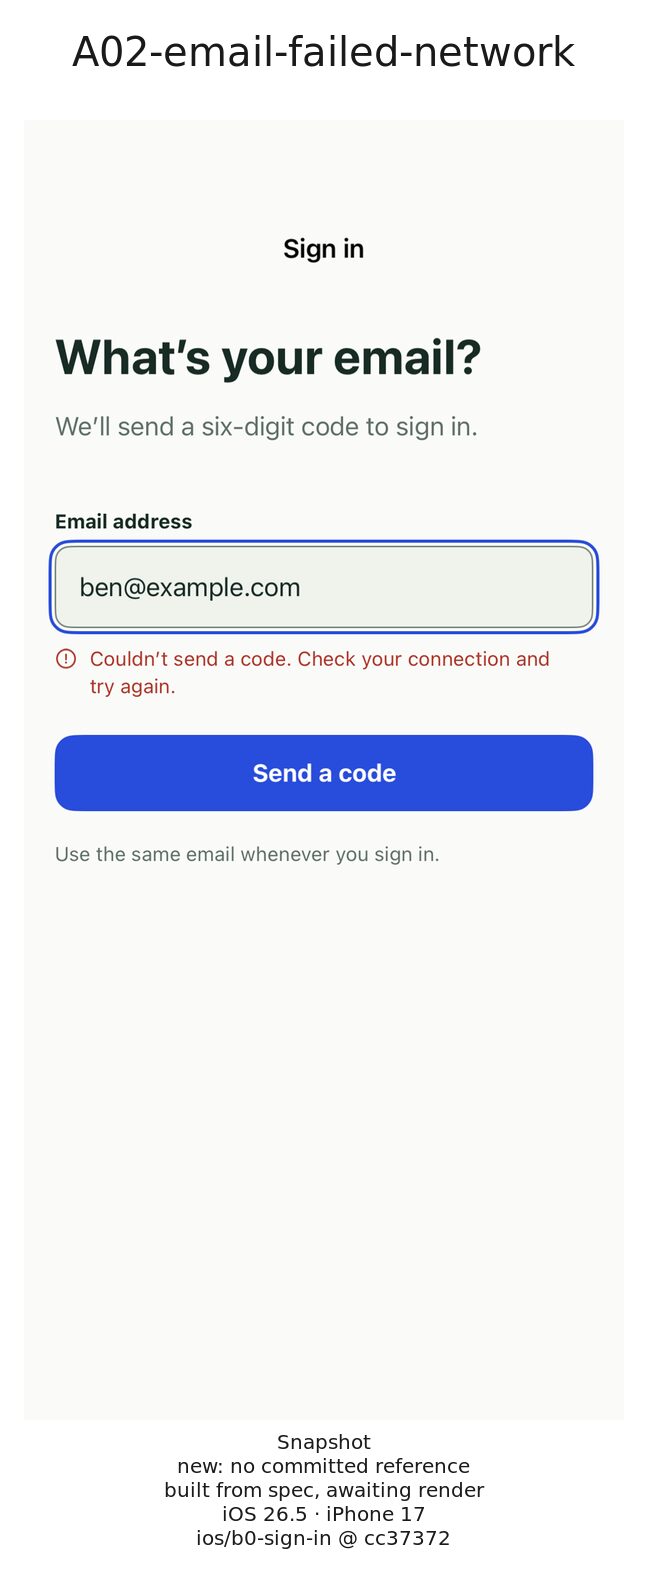 A02-email-failed-network
Sign in
What’s your email?
We’ll send a six-digit code to sign in.
Email address
ben@example.com
Couldn’t send a code. Check your connection and
try again.
Send a code
Use the same email whenever you sign in.
Snapshot
new: no committed reference
built from spec, awaiting render
iOS 26.5 · iPhone 17
ios/b0-sign-in @ cc37372